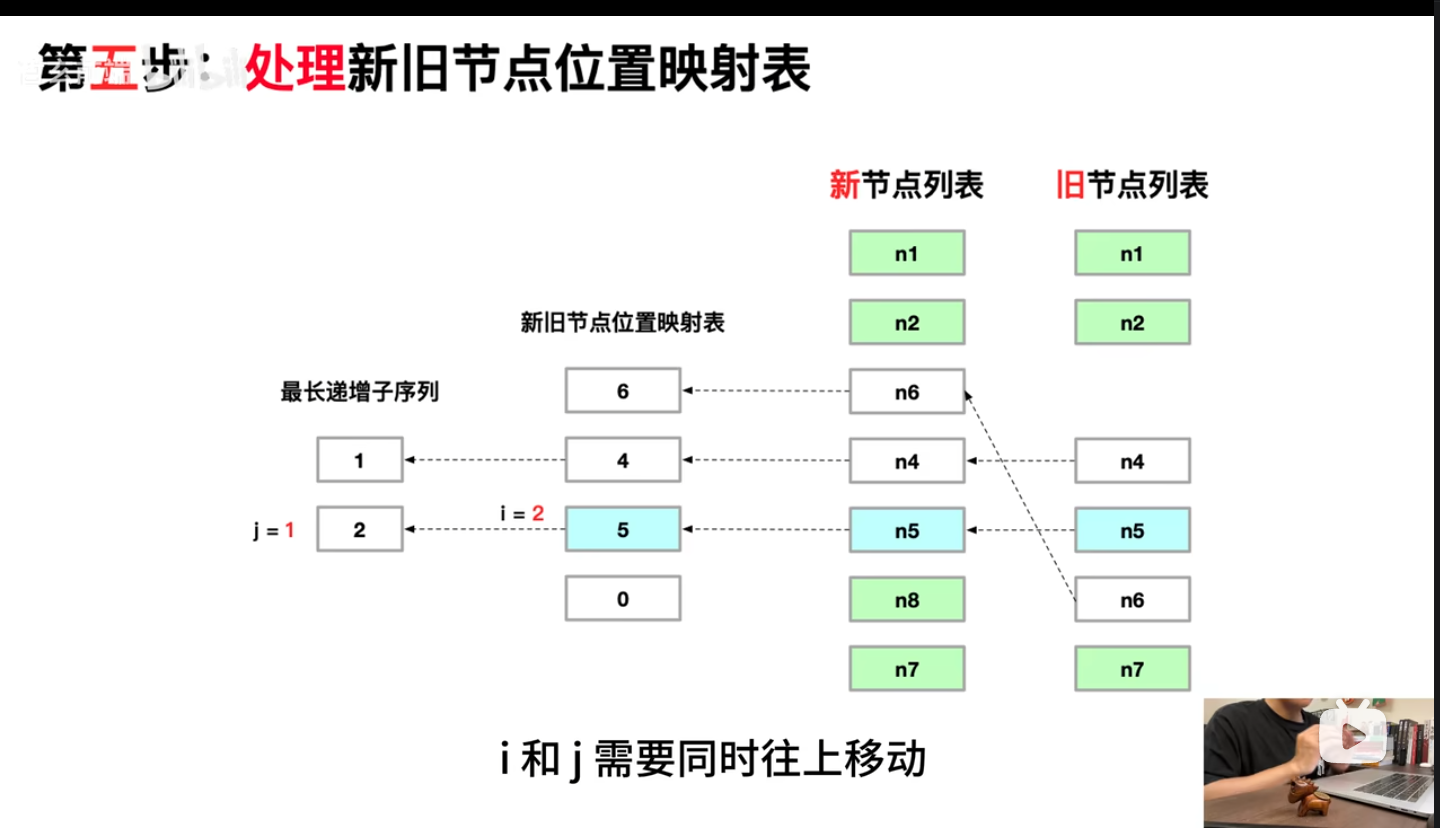 第五步：处理新旧节点位置映射表
新节点列表 旧节点列表
n1 n1
n2 n2
新旧节点位置映射表
最长递增子序列
6 n6
1 4 n4 n4
i = 2
j = 1 2 5 n5 n5
0 n8 n6
n7 n7
i 和 j 需要同时往上移动